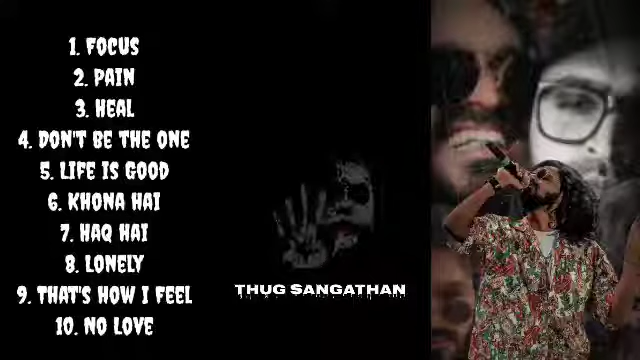 1. FOCUS
2. PAIN
3. HEAL
4. DON'T BE THE ONE
5. LIFE IS GOOD
6. KHONA HAI
7. HAQ HAI
8. LONELY
9. THAT'S HOW I FEEL
10. NO LOVE
THUG SANGATHAN